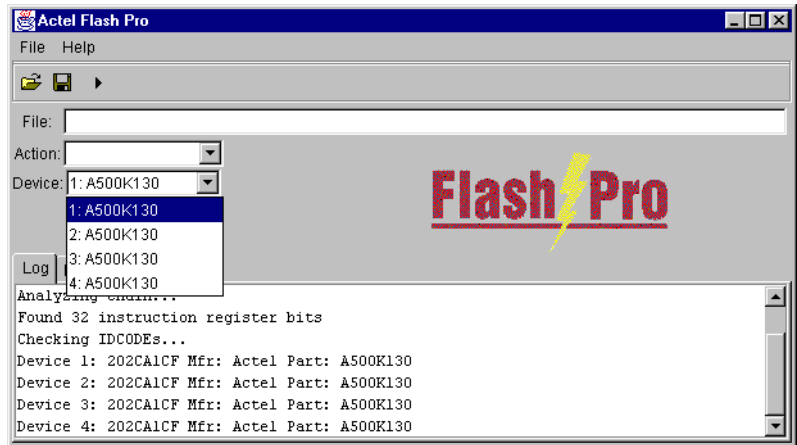 Actel Flash Pro
File Help
File:
Action:
Device: 1: A500K130
1: A500K130
2: A500K130
3: A500K130
4: A500K130
Flash Pro
Log
Analyzing chain...
Found 32 instruction register bits
Checking IDCODEs...
Device 1: 202CA1CF Mfr: Actel Part: A500K130
Device 2: 202CA1CF Mfr: Actel Part: A500K130
Device 3: 202CA1CF Mfr: Actel Part: A500K130
Device 4: 202CA1CF Mfr: Actel Part: A500K130